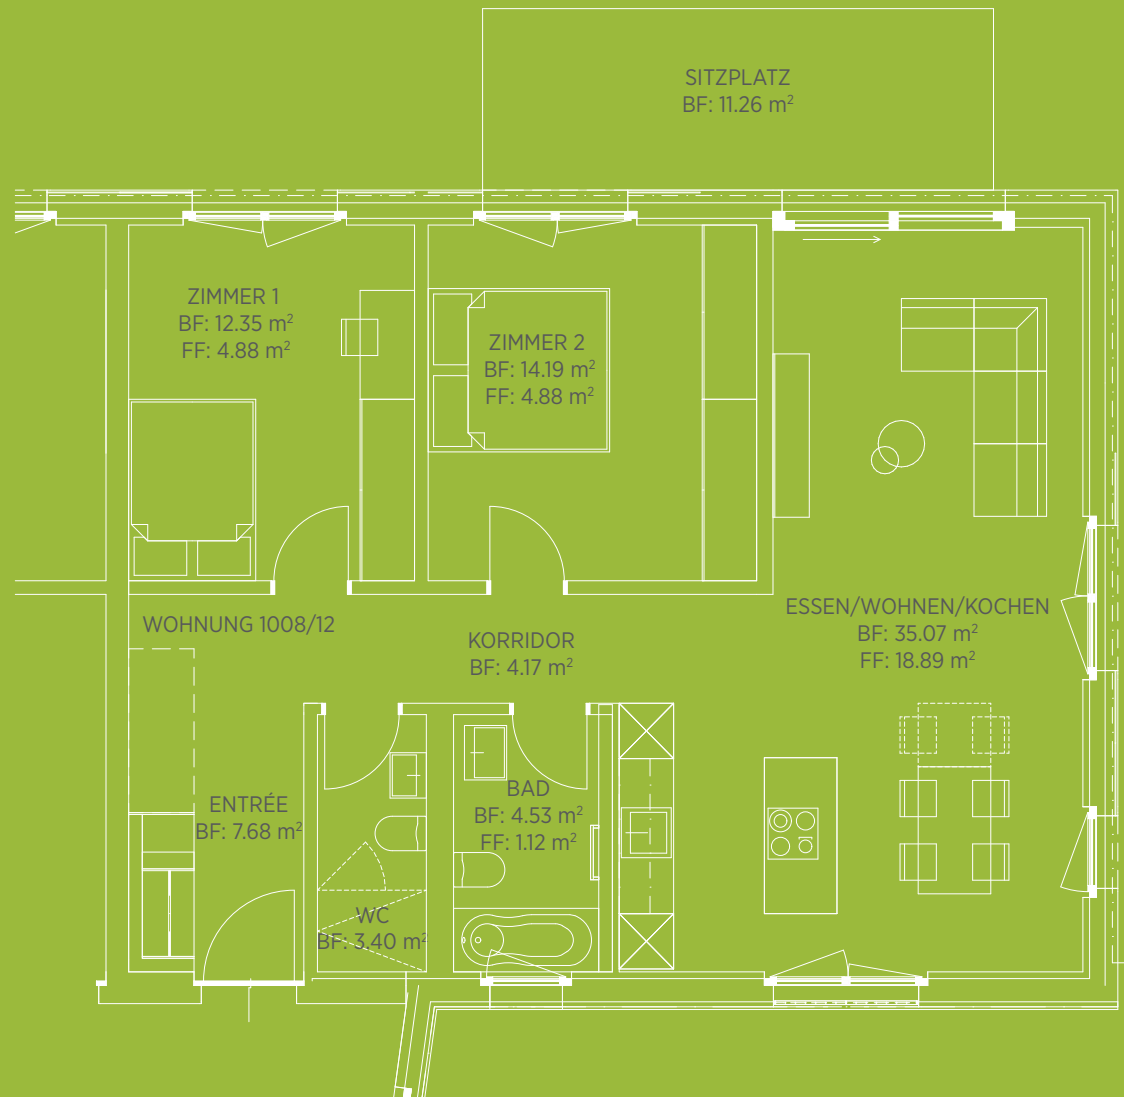 SITZPLATZ
BF: 11.26 m²
ZIMMER 1
BF: 12.35 m²
FF: 4.88 m²
ZIMMER 2
BF: 14.19 m²
FF: 4.88 m²
WOHNUNG 1008/12
KORRIDOR
BF: 4.17 m²
ESSEN/WOHNEN/KOCHEN
BF: 35.07 m²
FF: 18.89 m²
ENTRÉE
BF: 7.68 m²
BAD
BF: 4.53 m²
FF: 1.12 m²
WC
BF: 3.40 m²